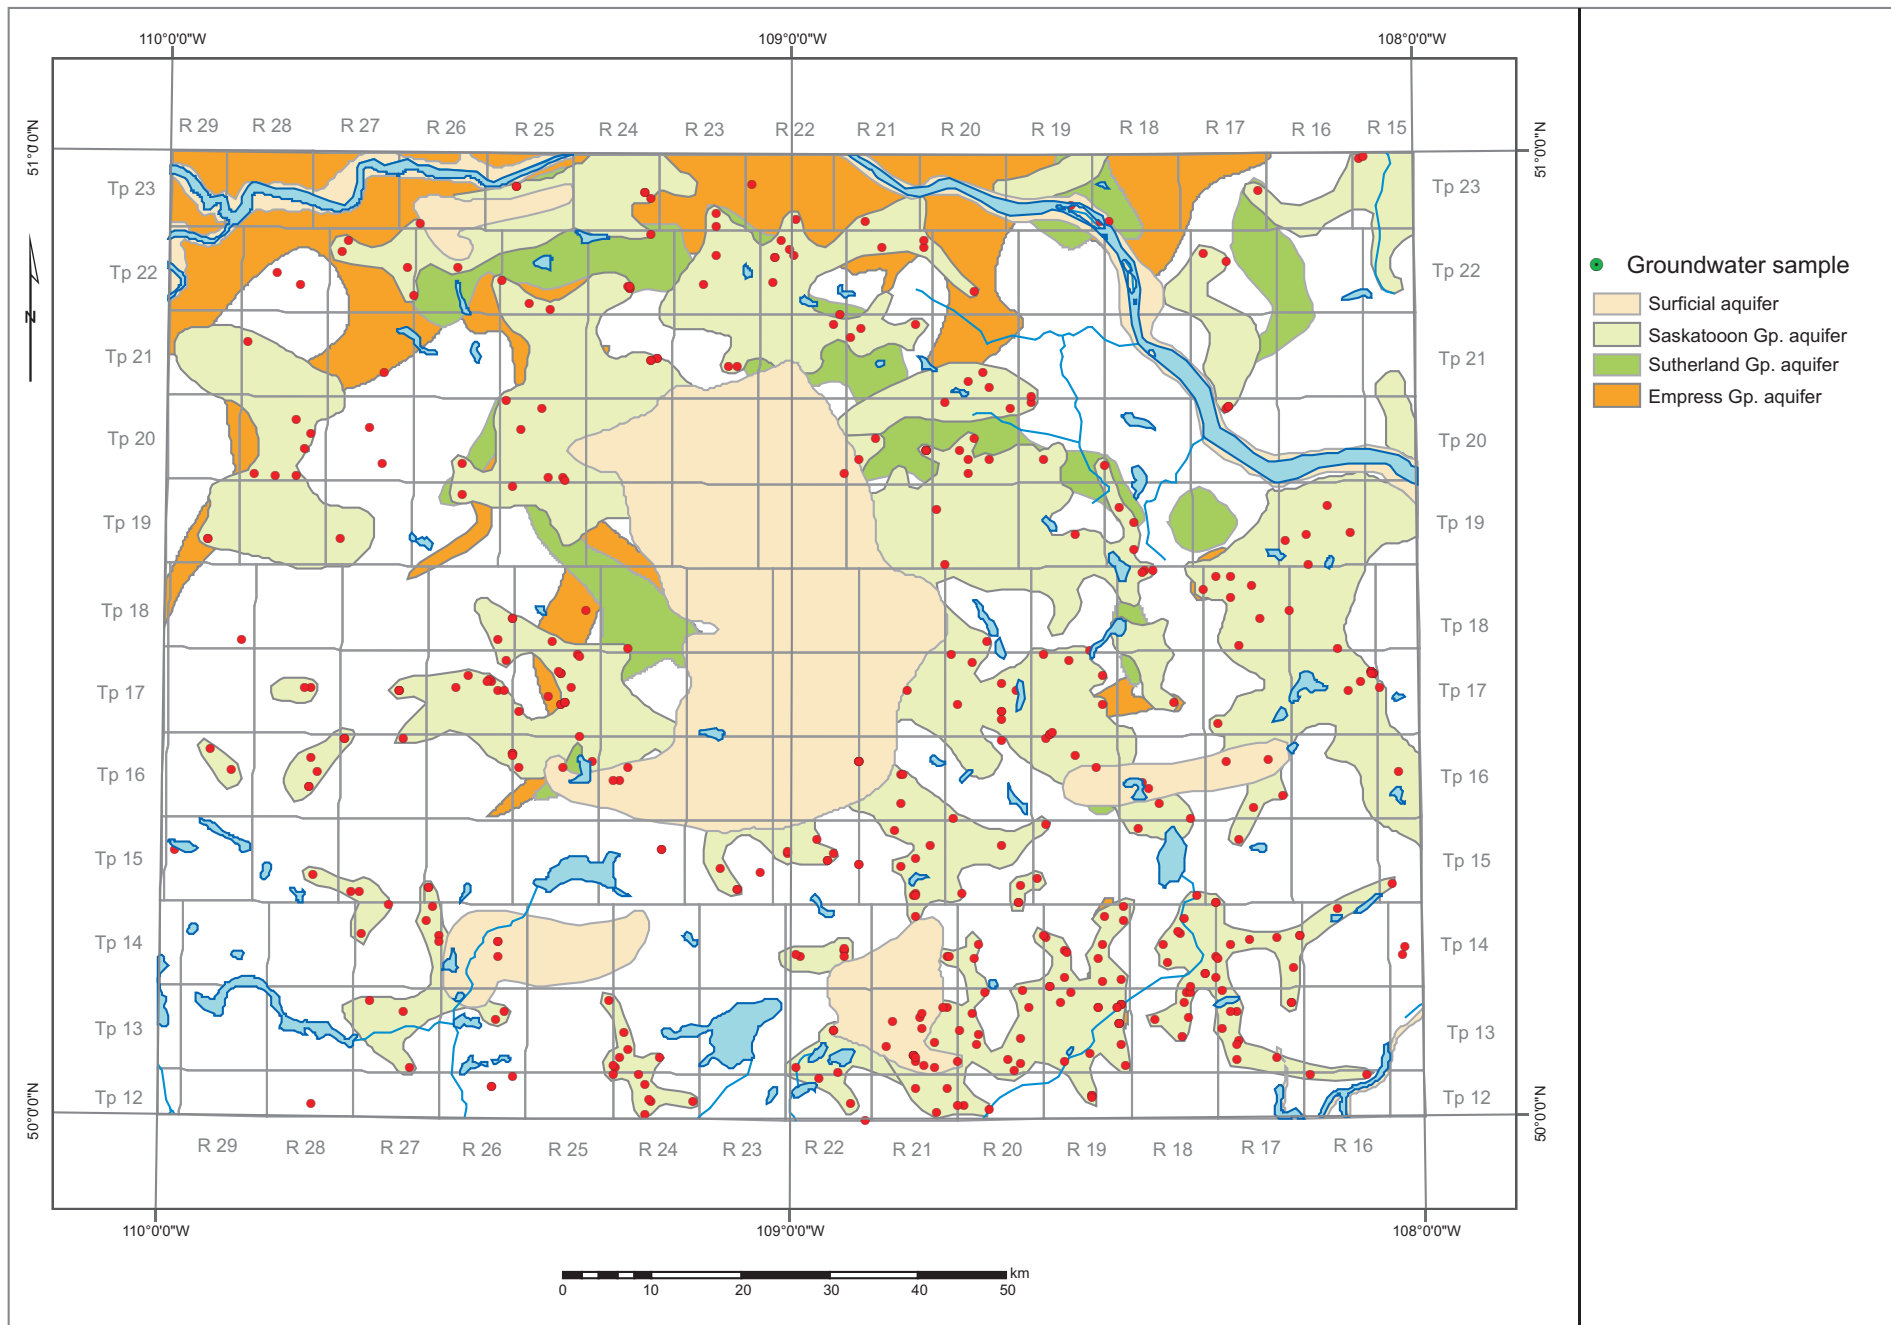 110°0'0"W 109°0'0"W 108°0'0"W
51°0'0"N 51°0'0"N
R 29 R 28 R 27 R 26 R 25 R 24 R 23 R 22 R 21 R 20 R 19 R 18 R 17 R 16 R 15
Tp 23 Tp 23
Tp 22 Tp 22
Groundwater sample
Surficial aquifer
Saskatooon Gp. aquifer
Sutherland Gp. aquifer
Empress Gp. aquifer
N
Tp 21 Tp 21
Tp 20 Tp 20
Tp 19 Tp 19
Tp 18 Tp 18
Tp 17 Tp 17
Tp 16 Tp 16
Tp 15 Tp 15
Tp 14 Tp 14
Tp 13 Tp 13
Tp 12 Tp 12
50°0'0"N 50°0'0"N
R 29 R 28 R 27 R 26 R 25 R 24 R 23 R 22 R 21 R 20 R 19 R 18 R 17 R 16
110°0'0"W 109°0'0"W 108°0'0"W
km
0 10 20 30 40 50